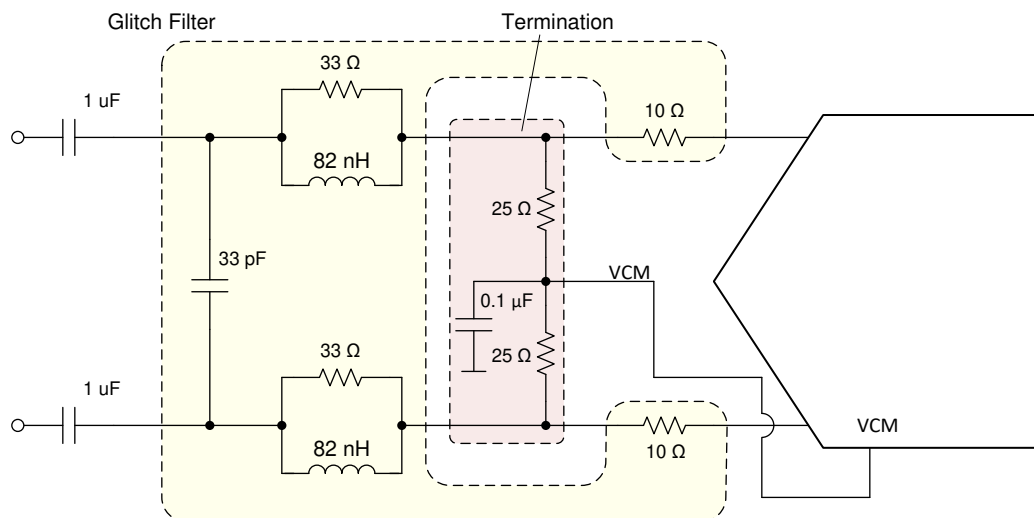 Glitch Filter
Termination
33 Ω
1 uF
10 Ω
82 nH
25 Ω
33 pF
VCM
0.1 µF
33 Ω
25 Ω
1 uF
VCM
82 nH
10 Ω